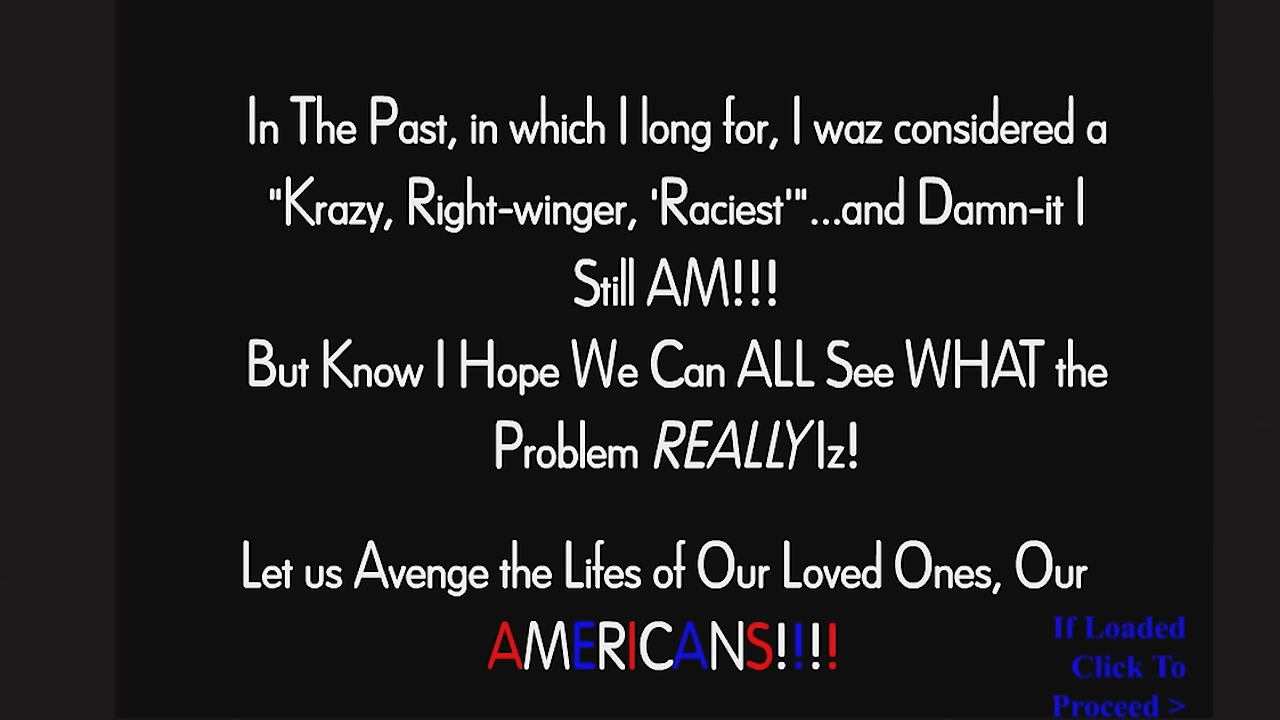 In The Past, in which I long for, I waz considered a
"Krazy, Right-winger, 'Raciest'"...and Damn-it I
Still AM!!!
But Know I Hope We Can ALL See WHAT the
Problem REALLY Iz!
Let us Avenge the Lifes of Our Loved Ones, Our
AMERICANS!!!!
If Loaded
Click To
Proceed >